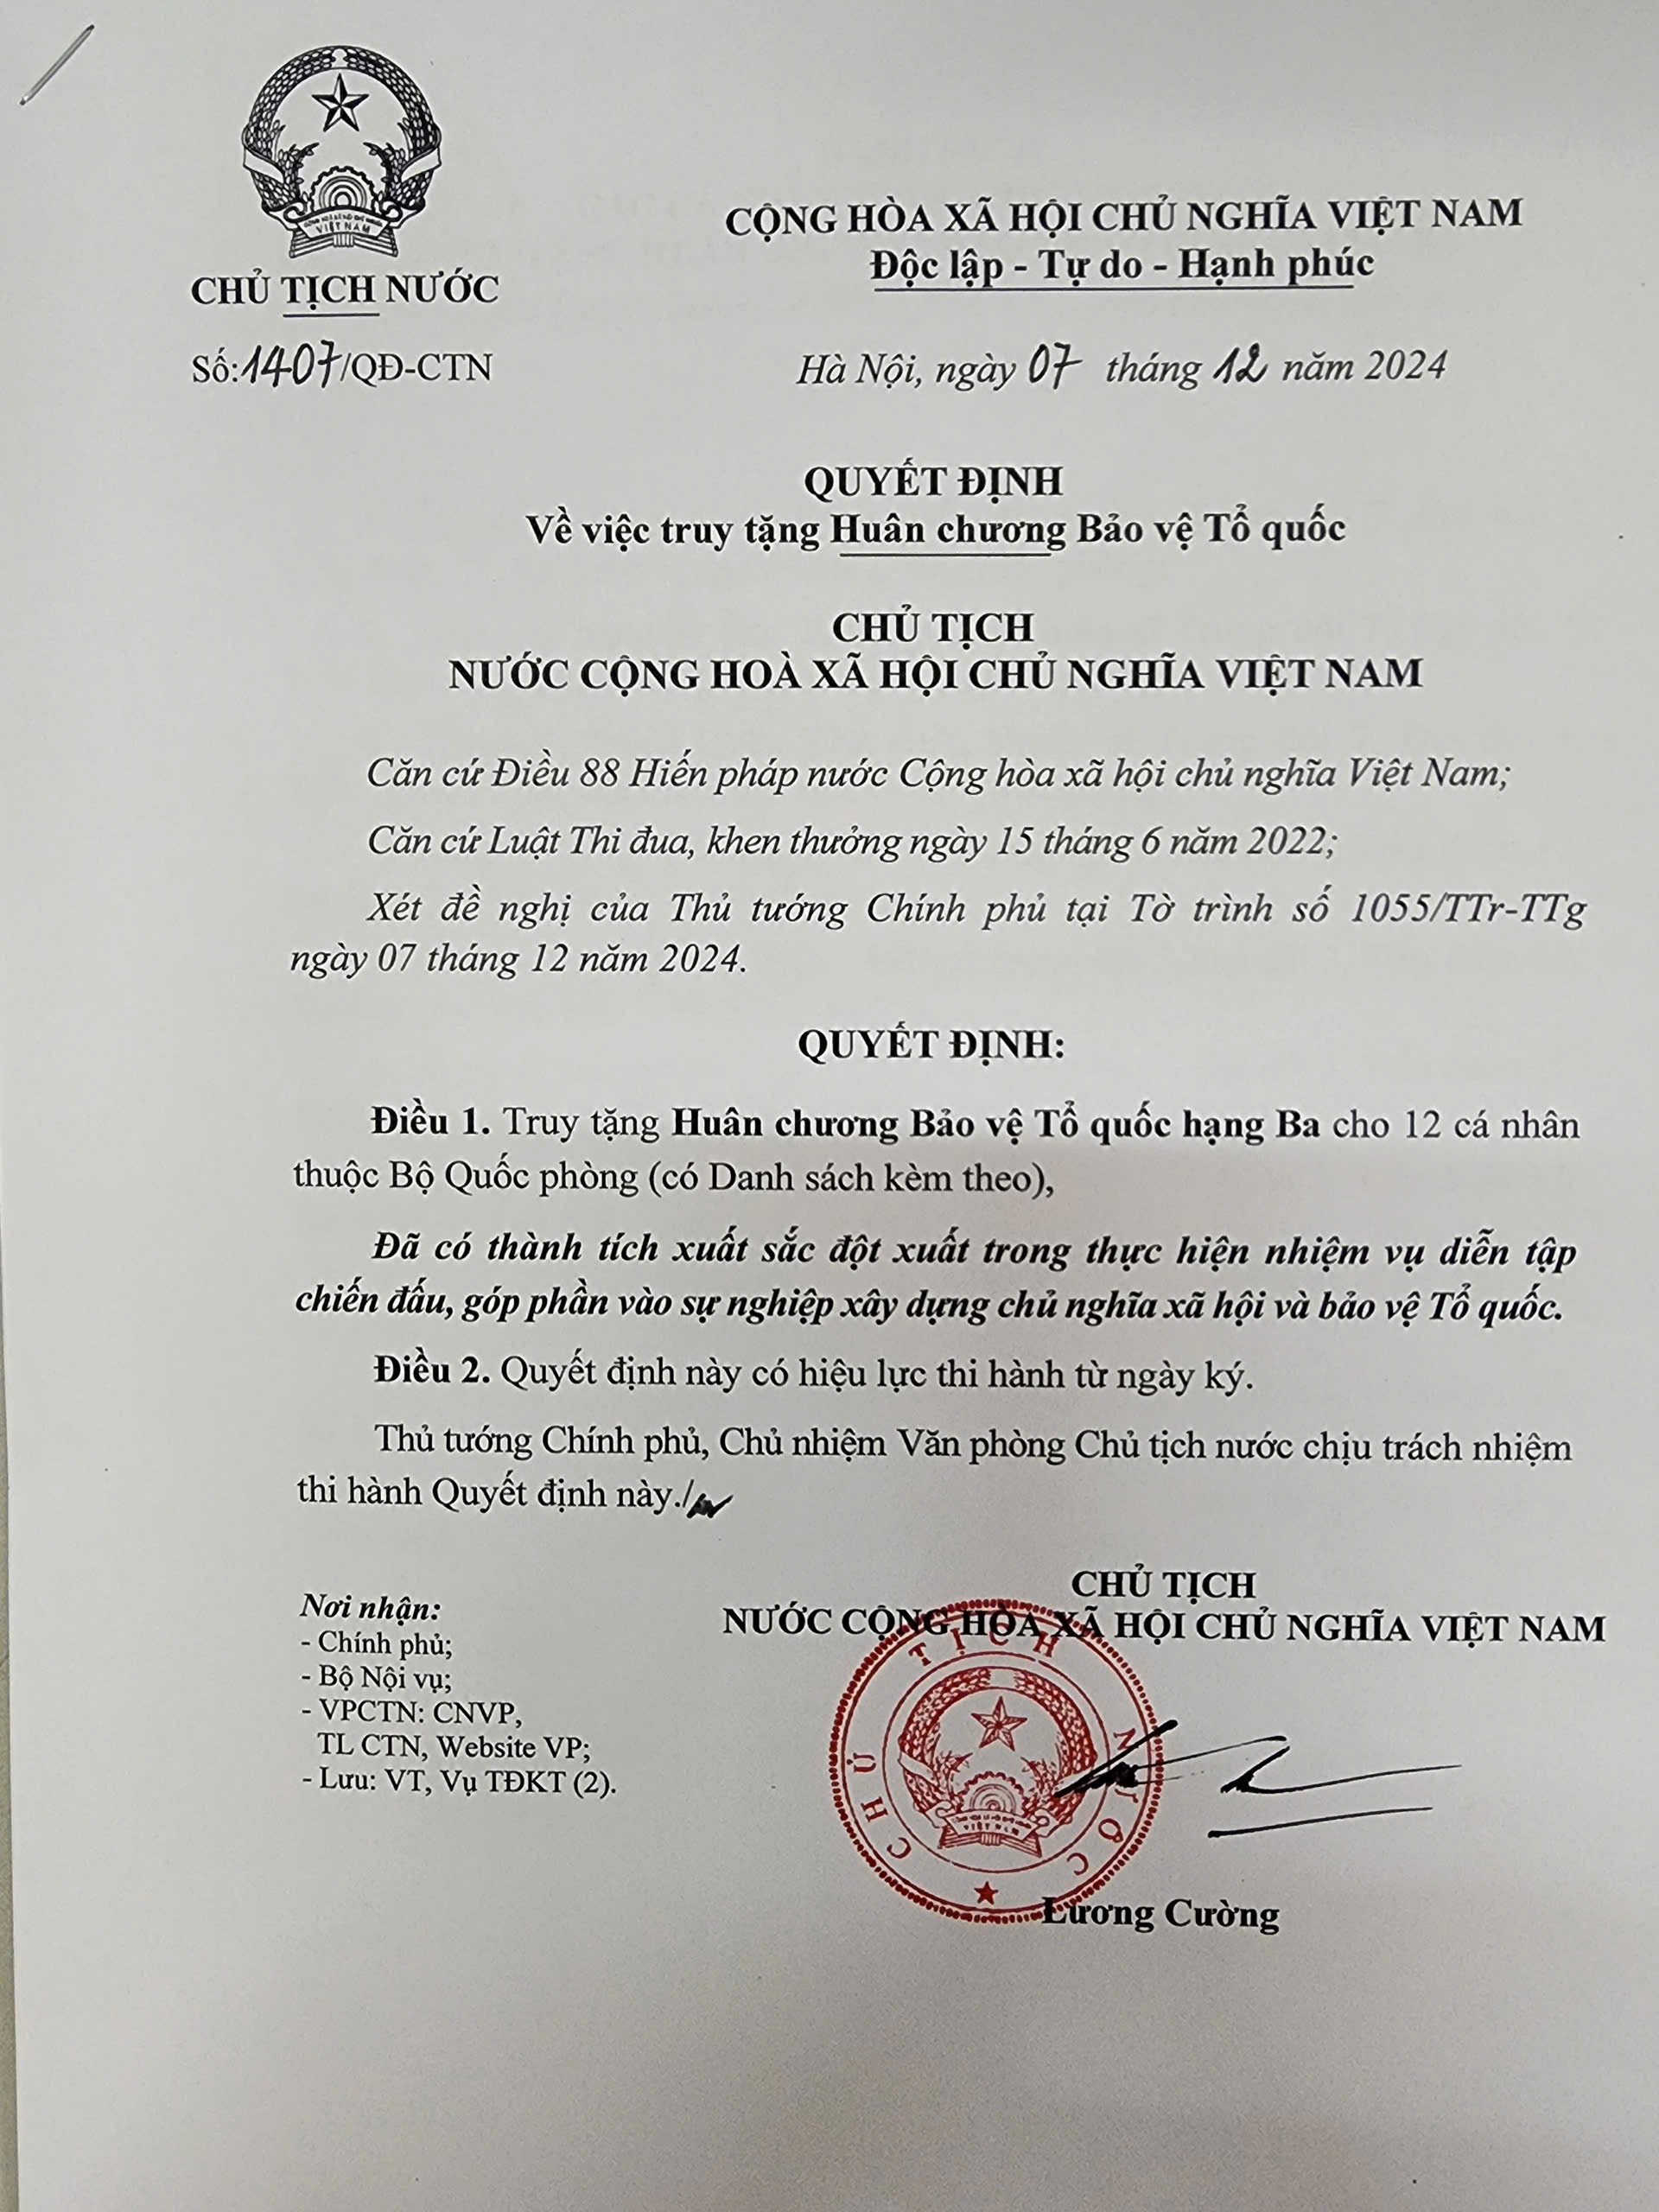 CHỦ TỊCH NƯỚC
Số: 1407/QĐ-CTN
CỘNG HÒA XÃ HỘI CHỦ NGHĨA VIỆT NAM
Độc lập - Tự do - Hạnh phúc
Hà Nội, ngày 07 tháng 12 năm 2024
QUYẾT ĐỊNH
Về việc truy tặng Huân chương Bảo vệ Tổ quốc
CHỦ TỊCH
NƯỚC CỘNG HOÀ XÃ HỘI CHỦ NGHĨA VIỆT NAM
Căn cứ Điều 88 Hiến pháp nước Cộng hòa xã hội chủ nghĩa Việt Nam;
Căn cứ Luật Thi đua, khen thưởng ngày 15 tháng 6 năm 2022;
Xét đề nghị của Thủ tướng Chính phủ tại Tờ trình số 1055/TTr-TTg
ngày 07 tháng 12 năm 2024.
QUYẾT ĐỊNH:
Điều 1. Truy tặng Huân chương Bảo vệ Tổ quốc hạng Ba cho 12 cá nhân
thuộc Bộ Quốc phòng (có Danh sách kèm theo),
Đã có thành tích xuất sắc đột xuất trong thực hiện nhiệm vụ diễn tập
chiến đấu, góp phần vào sự nghiệp xây dựng chủ nghĩa xã hội và bảo vệ Tổ quốc.
Điều 2. Quyết định này có hiệu lực thi hành từ ngày ký.
Thủ tướng Chính phủ, Chủ nhiệm Văn phòng Chủ tịch nước chịu trách nhiệm
thi hành Quyết định này./
Nơi nhận:
- Chính phủ;
- Bộ Nội vụ;
- VPCTN: CNVP,
TL CTN, Website VP;
- Lưu: VT, Vụ TĐKT (2).
CHỦ TỊCH
NƯỚC CỘNG HÒA XÃ HỘI CHỦ NGHĨA VIỆT NAM
CHỦ TỊCH NƯỚC
VIỆT NAM
Lương Cường